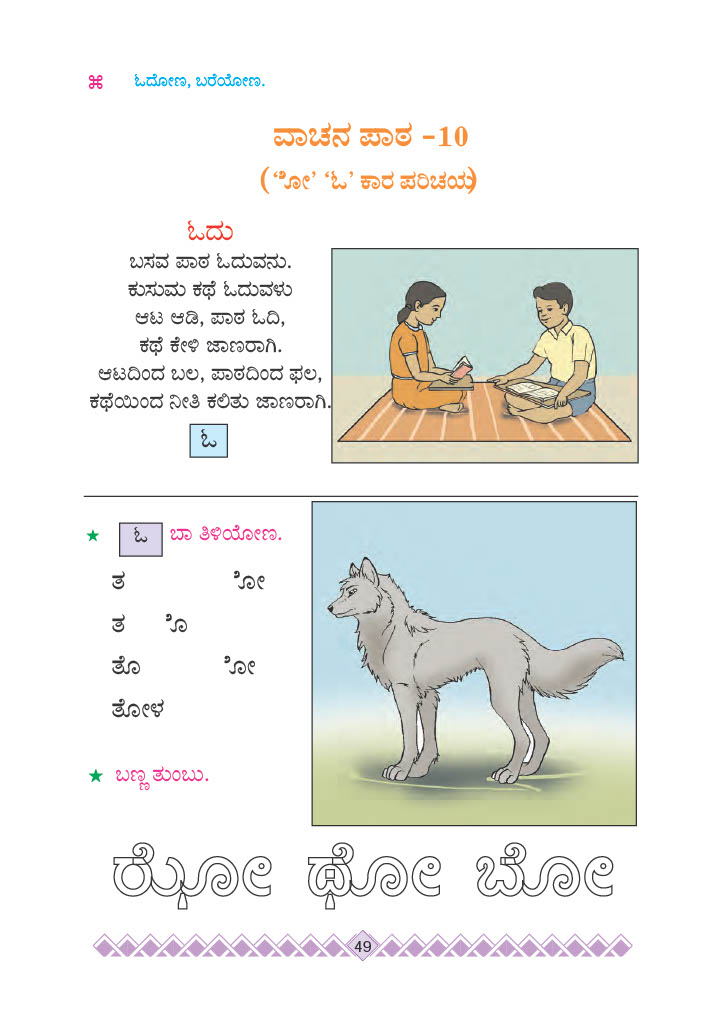 ⌘ ಓದೋಣ, ಬರೆಯೋಣ.
ವಾಚನ ಪಾಠ -10
( ‘ೋ’ ‘ಓ’ ಕಾರ ಪರಿಚಯ)
ಓದು
ಬಸವ ಪಾಠ ಓದುವನು.
ಕುಸುಮ ಕಥೆ ಓದುವಳು
ಆಟ ಆಡಿ, ಪಾಠ ಓದಿ,
ಕಥೆ ಕೇಳಿ ಜಾಣರಾಗಿ.
ಆಟದಿಂದ ಬಲ, ಪಾಠದಿಂದ ಫಲ,
ಕಥೆಯಿಂದ ನೀತಿ ಕಲಿತು ಜಾಣರಾಗಿ.
ಓ
★ ಓ ಬಾ ತಿಳಿಯೋಣ.
ತ ೋ
ತ ೊ
ತೊ ೋ
ತೋಳ
★ ಬಣ್ಣ ತುಂಬು.
ಝೋ ಥೋ ಬೋ
49